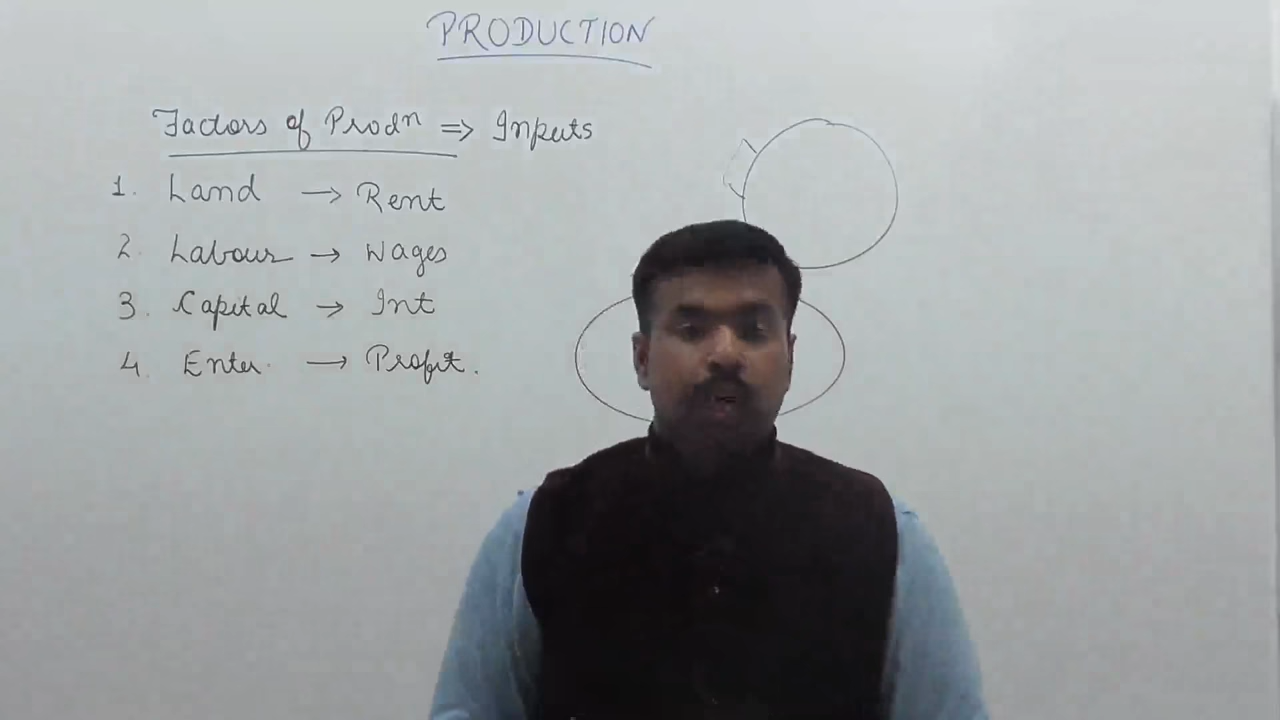 PRODUCTION
Factors of Prodn => Inputs
1. Land → Rent
2. Labour → Wages
3. Capital → Int
4. Enter. → Profit.